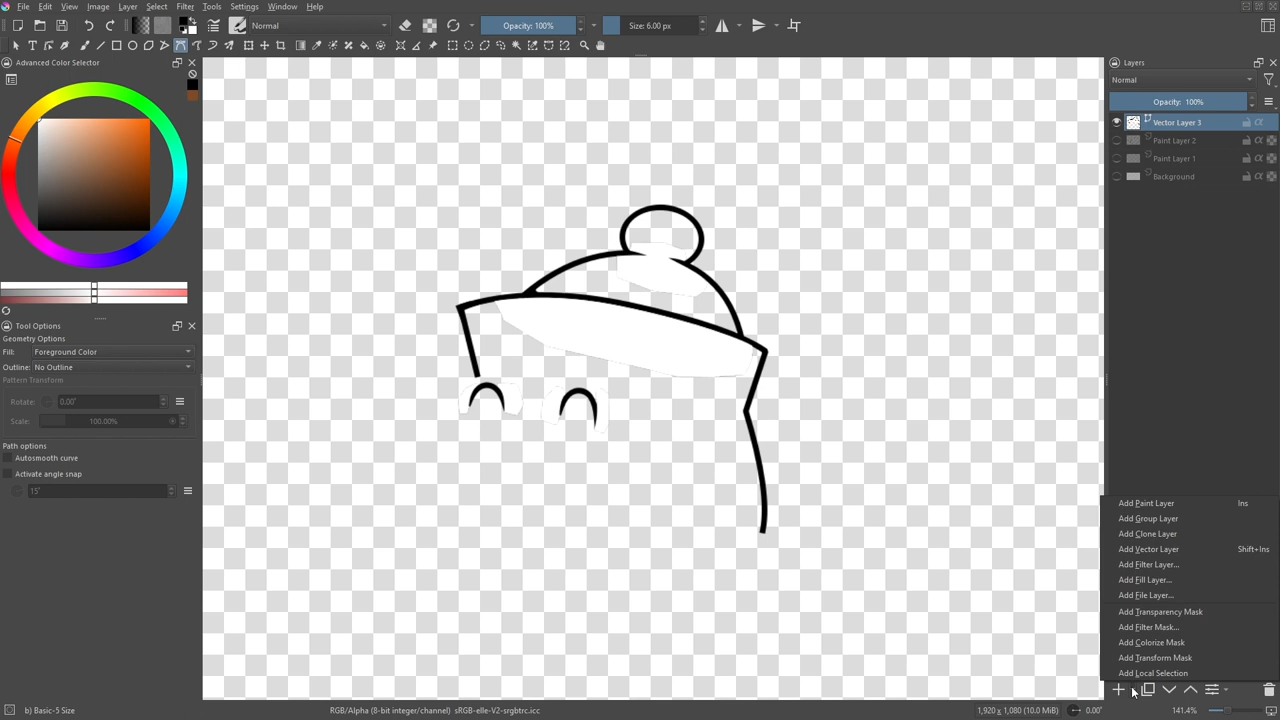 File Edit View Image Layer Select Filter Tools Settings Window Help
Normal Opacity: 100% Size: 6.00 px
Advanced Color Selector
Tool Options
Geometry Options
Fill: Foreground Color
Outline: No Outline
Pattern Transform
Rotate: 0.00°
Scale: 100.00%
Path options
Autosmooth curve
Activate angle snap
15°
Layers
Normal
Opacity: 100%
Vector Layer 3
Paint Layer 2
Paint Layer 1
Background
Add Paint Layer Ins
Add Group Layer
Add Clone Layer
Add Vector Layer Shift+Ins
Add Filter Layer...
Add Fill Layer...
Add File Layer...
Add Transparency Mask
Add Filter Mask...
Add Colorize Mask
Add Transform Mask
Add Local Selection
b) Basic-5 Size RGB/Alpha (8-bit integer/channel) sRGB-elle-V2-srgbtrc.icc 1,920 x 1,080 (10.0 MiB) 0.00° 141.4%